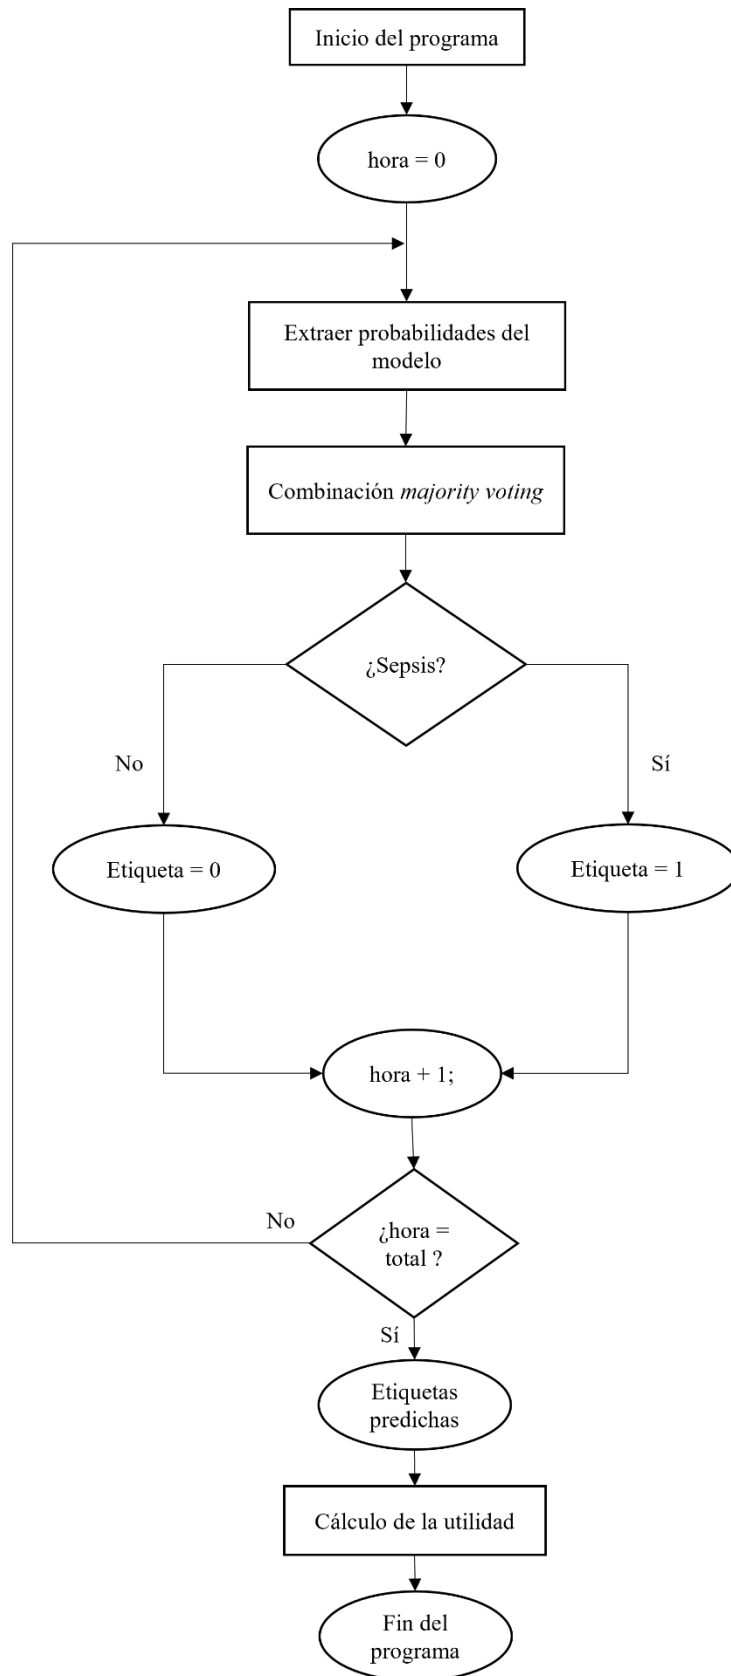 Inicio del programa
hora = 0
Extraer probabilidades del
modelo
Combinación majority voting
¿Sepsis?
No
Sí
Etiqueta = 0
Etiqueta = 1
hora + 1;
No
¿hora =
total ?
Sí
Etiquetas
predichas
Cálculo de la utilidad
Fin del
programa